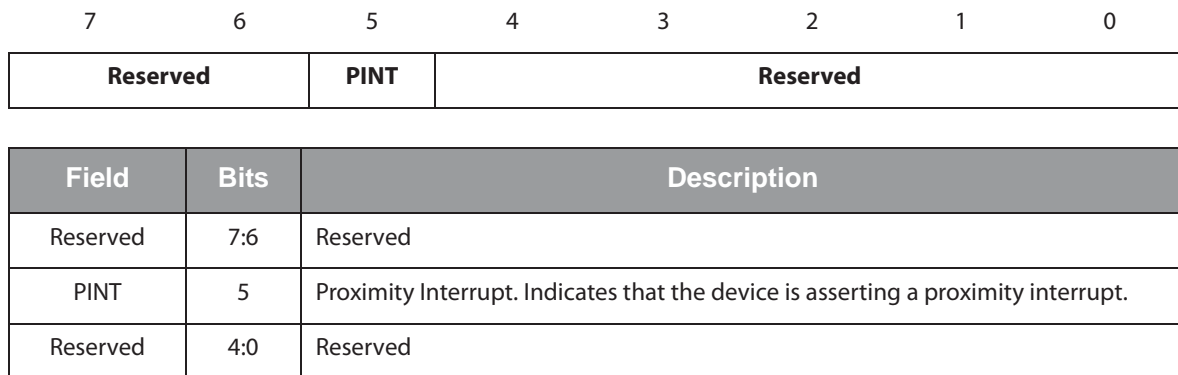 7 6 5 4 3 2 1 0
Reserved PINT Reserved
Field Bits Description
Reserved 7:6 Reserved
PINT 5 Proximity Interrupt. Indicates that the device is asserting a proximity interrupt.
Reserved 4:0 Reserved